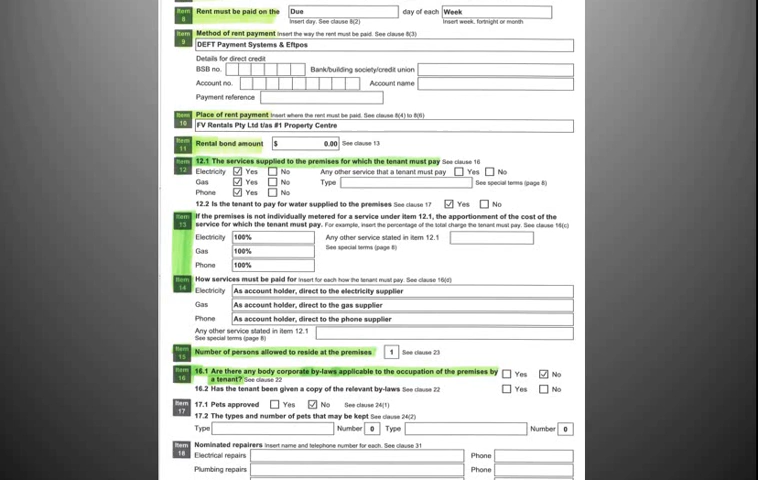 Item 8 Rent must be paid on the Due day of each Week
Insert day. See clause 8(2) Insert week, fortnight or month
Item 9 Method of rent payment Insert the way the rent must be paid. See clause 8(3)
DEFT Payment Systems & Eftpos
Details for direct credit
BSB no. Bank/building society/credit union
Account no. Account name
Payment reference
Item 10 Place of rent payment Insert where the rent must be paid. See clause 8(4) to 8(6)
FV Rentals Pty Ltd t/as #1 Property Centre
Item 11 Rental bond amount $ 0.00 See clause 13
Item 12 12.1 The services supplied to the premises for which the tenant must pay See clause 16
Electricity Yes No Any other service that a tenant must pay Yes No
Gas Yes No Type See special terms (page 8)
Phone Yes No
12.2 Is the tenant to pay for water supplied to the premises See clause 17 Yes No
Item 13 If the premises is not individually metered for a service under item 12.1, the apportionment of the cost of the
service for which the tenant must pay. For example, insert the percentage of the total charge the tenant must pay. See clause 16(c)
Electricity 100% Any other service stated in item 12.1
Gas 100% See special terms (page 8)
Phone 100%
Item 14 How services must be paid for Insert for each how the tenant must pay. See clause 16(d)
Electricity As account holder, direct to the electricity supplier
Gas As account holder, direct to the gas supplier
Phone As account holder, direct to the phone supplier
Any other service stated in item 12.1
See special terms (page 8)
Item 15 Number of persons allowed to reside at the premises 1 See clause 23
Item 16 16.1 Are there any body corporate by-laws applicable to the occupation of the premises by Yes No
a tenant? See clause 22
16.2 Has the tenant been given a copy of the relevant by-laws See clause 22 Yes No
Item 17 17.1 Pets approved Yes No See clause 24(1)
17.2 The types and number of pets that may be kept See clause 24(2)
Type Number 0 Type Number 0
Item 18 Nominated repairers Insert name and telephone number for each. See clause 31
Electrical repairs Phone
Plumbing repairs Phone